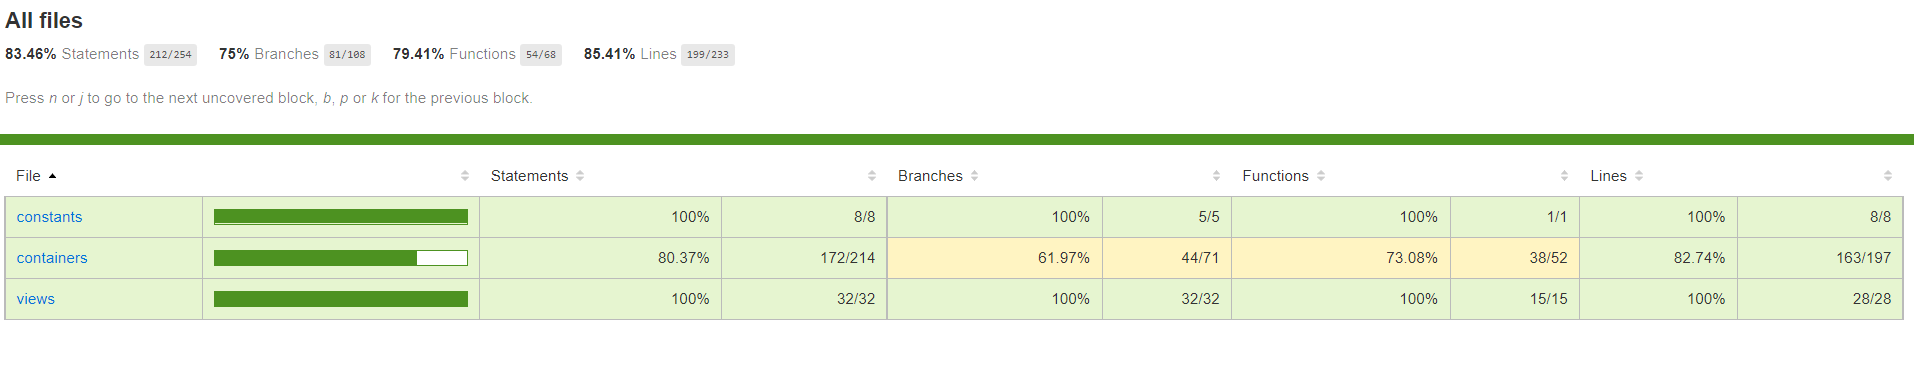 All files
83.46% Statements 212/254 75% Branches 81/108 79.41% Functions 54/68 85.41% Lines 199/233
Press n or j to go to the next uncovered block, b, p or k for the previous block.
File Statements Branches Functions Lines
constants 100% 8/8 100% 5/5 100% 1/1 100% 8/8
containers 80.37% 172/214 61.97% 44/71 73.08% 38/52 82.74% 163/197
views 100% 32/32 100% 32/32 100% 15/15 100% 28/28